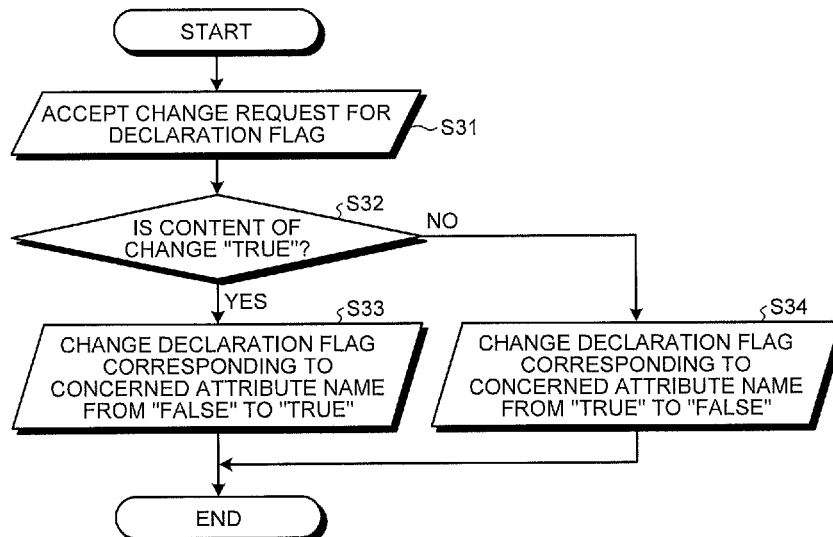 START
ACCEPT CHANGE REQUEST FOR
DECLARATION FLAG
S31
S32
IS CONTENT OF
CHANGE "TRUE"?
NO
YES
S33
CHANGE DECLARATION FLAG
CORRESPONDING TO
CONCERNED ATTRIBUTE NAME
FROM "FALSE" TO "TRUE"
S34
CHANGE DECLARATION FLAG
CORRESPONDING TO
CONCERNED ATTRIBUTE NAME
FROM "TRUE" TO "FALSE"
END